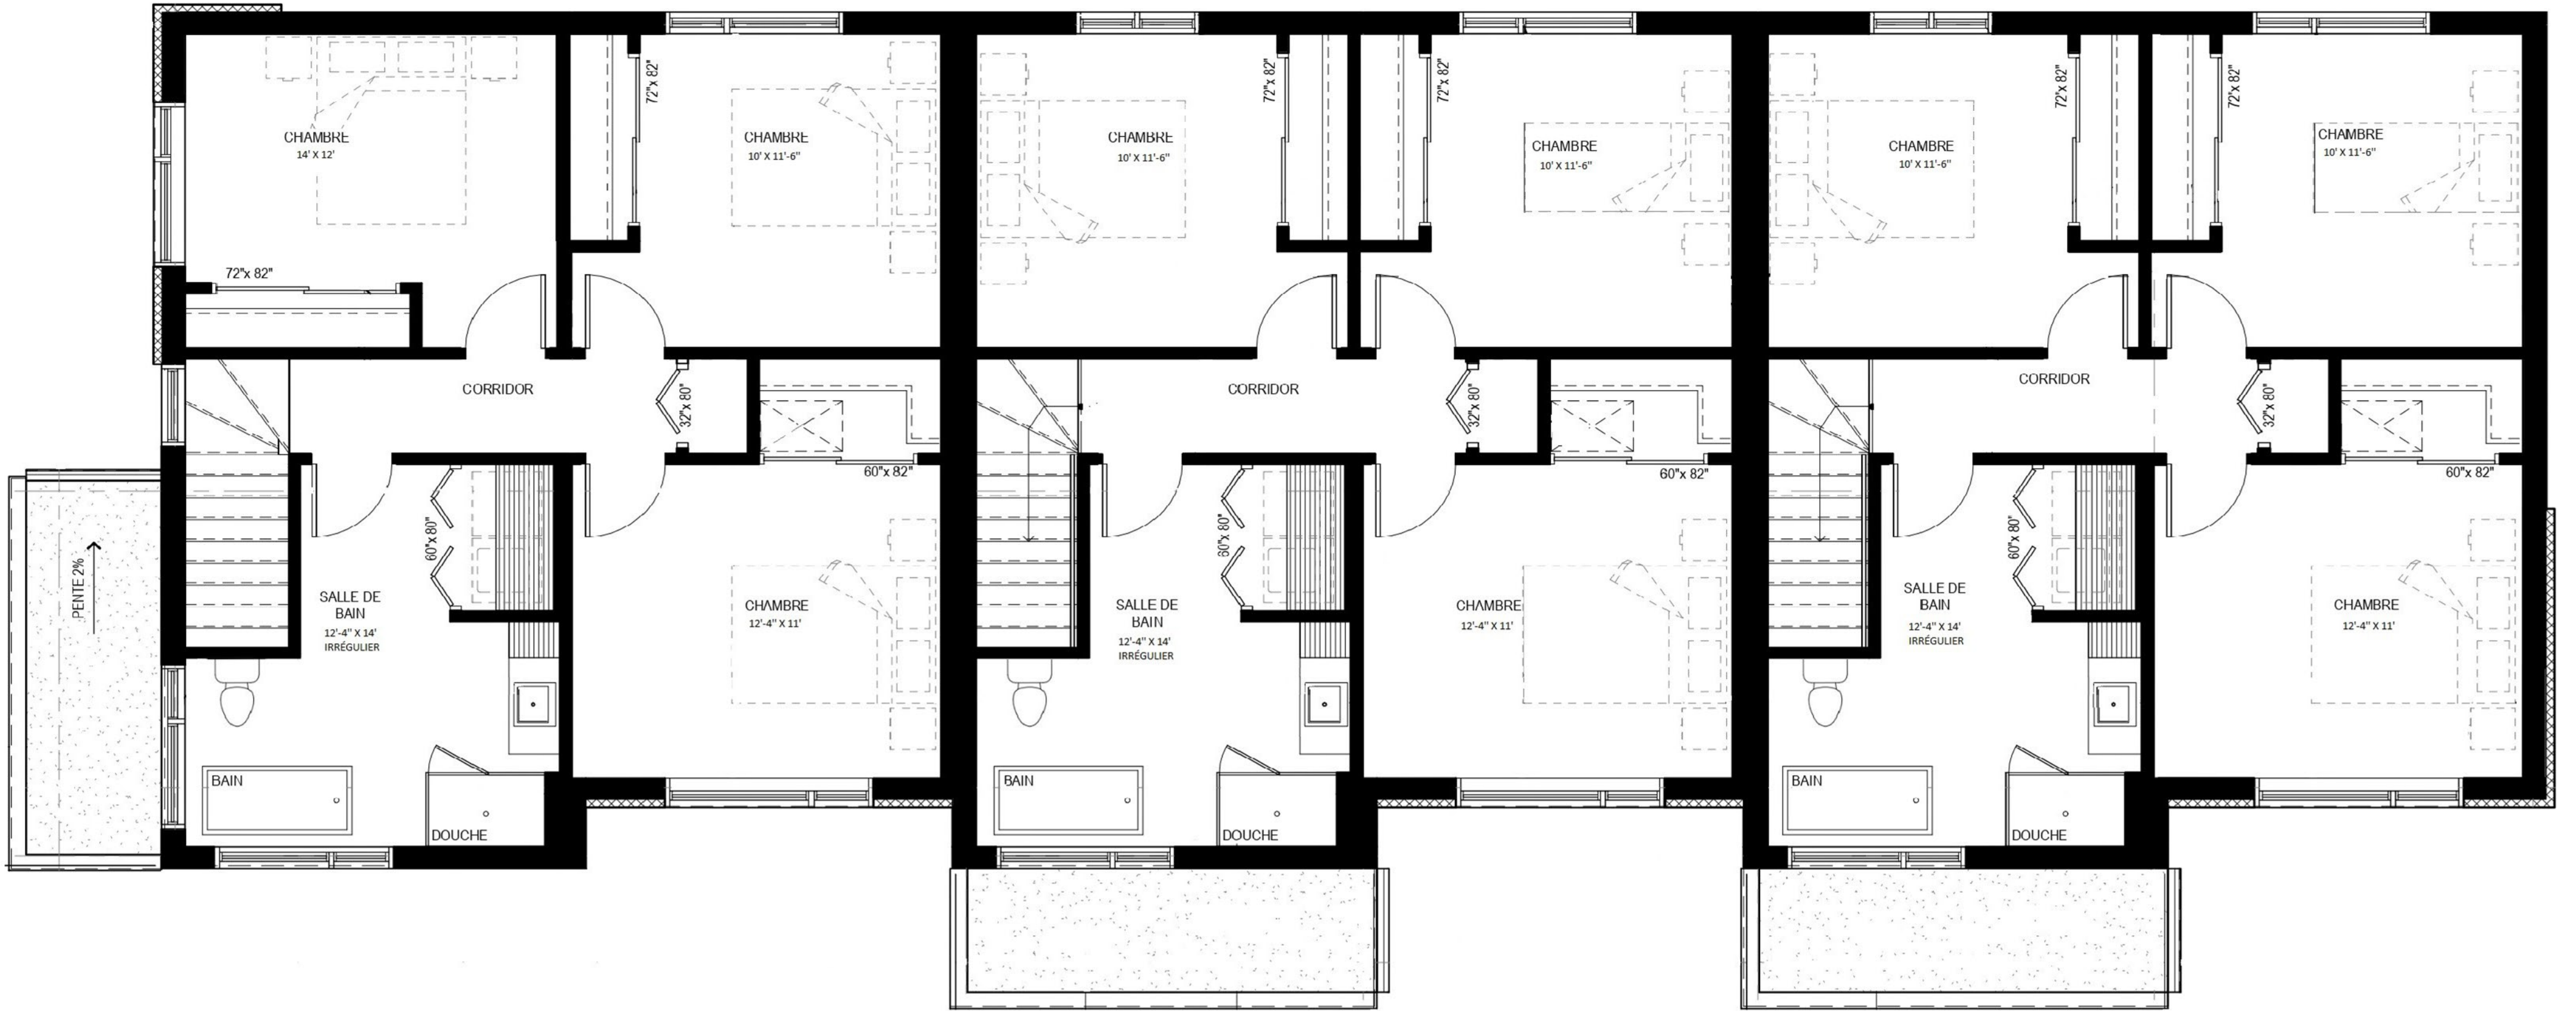 72"x 82"
72"x 82"
72"x 82"
72"x 82"
72"x 82"
CHAMBRE
14' X 12'
CHAMBRE
10' X 11'-6"
CHAMBRE
10' X 11'-6"
CHAMBRE
10' X 11'-6"
CHAMBRE
10' X 11'-6"
CHAMBRE
10' X 11'-6"
72"x 82"
CORRIDOR
32"x 80"
CORRIDOR
32"x 80"
CORRIDOR
32"x 80"
60"x 82"
60"x 82"
60"x 82"
PENTE 2%
60"x 80"
60"x 80"
60"x 80"
SALLE DE
BAIN
12'-4" X 14'
IRRÉGULIER
CHAMBRE
12'-4" X 11'
SALLE DE
BAIN
12'-4" X 14'
IRRÉGULIER
CHAMBRE
12'-4" X 11'
SALLE DE
BAIN
12'-4" X 14'
IRRÉGULIER
CHAMBRE
12'-4" X 11'
BAIN
DOUCHE
BAIN
DOUCHE
BAIN
DOUCHE